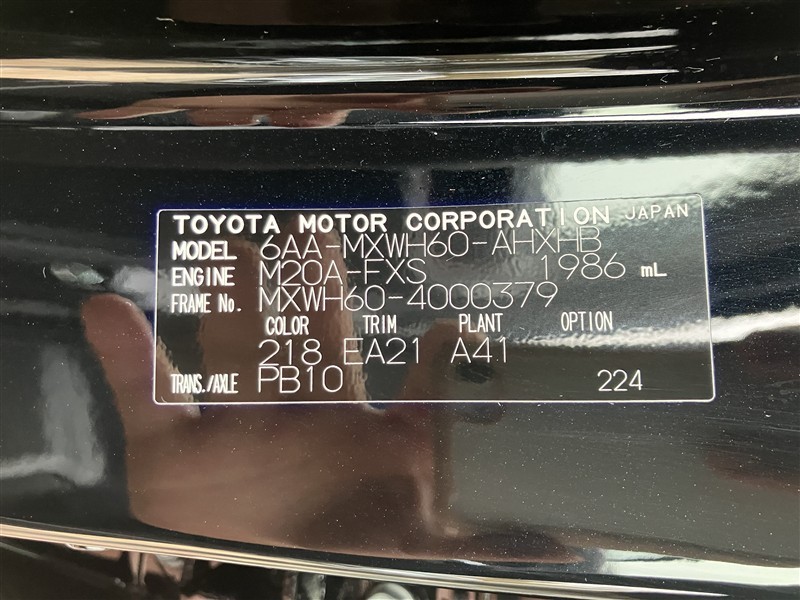 TOYOTA MOTOR CORPORATION JAPAN
MODEL 6AA-MXWH60-AHXHB
ENGINE M20A-FXS 1986 mL
FRAME No. MXWH60-4000379
COLOR TRIM PLANT OPTION
218 EA21 A41
TRANS./AXLE PB10 224